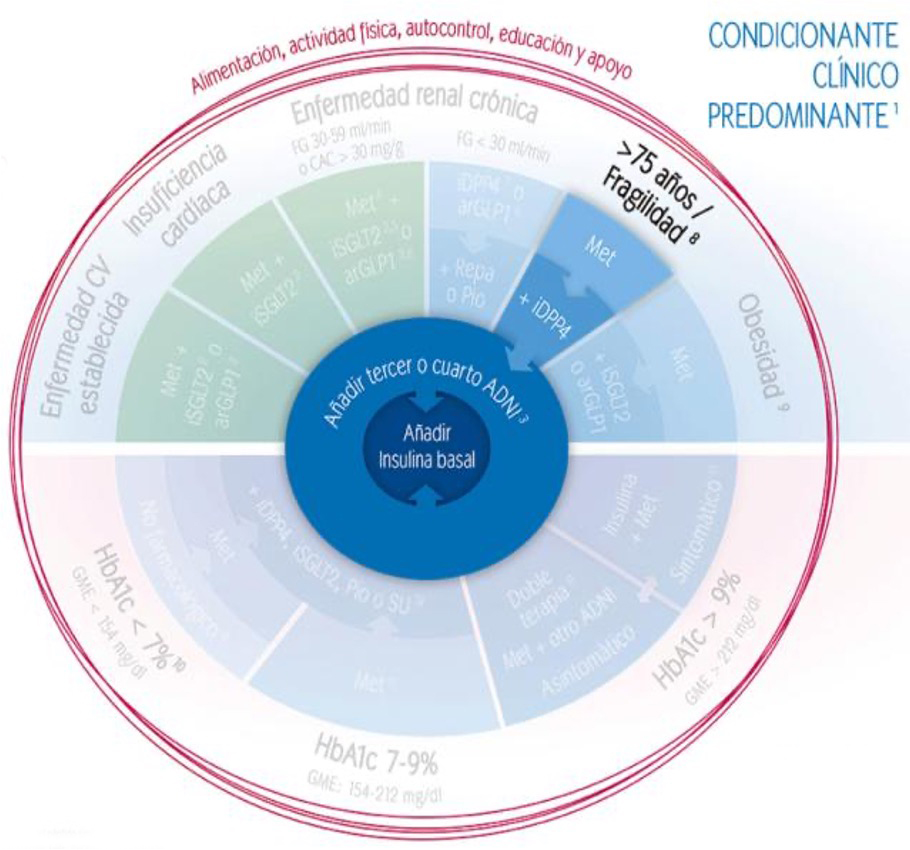 CONDICIONANTE
CLÍNICO
PREDOMINANTE ¹
Alimentación, actividad física, autocontrol, educación y apoyo
Enfermedad CV
establecida
Met +
iSGLT2 o
arGLP1
Insuficiencia
cardíaca
Met +
iSGLT2
Enfermedad renal crónica
FG 30-59 ml/min
o CAC > 30 mg/g
Met +
iSGLT2 o
arGLP1
FG < 30 ml/min
iDPP4 o
arGLP1
+ Repa
o Pio
>75 años /
Fragilidad ⁸
Met
+ iDPP4
Obesidad ⁹
Met
+ iSGLT2
o arGLP1
Añadir tercer o cuarto ADNI ³
Añadir
Insulina basal
HbA1c < 7% ¹⁰
GME < 154 mg/dl
No farmacológico
Met
+ iDPP4, iSGLT2, Pio o SU
Met
HbA1c 7-9%
GME: 154-212 mg/dl
Doble
terapia
Met + otro ADNI
Asintomático
Insulina
+ Met
Sintomático
HbA1c > 9%
GME > 212 mg/dl